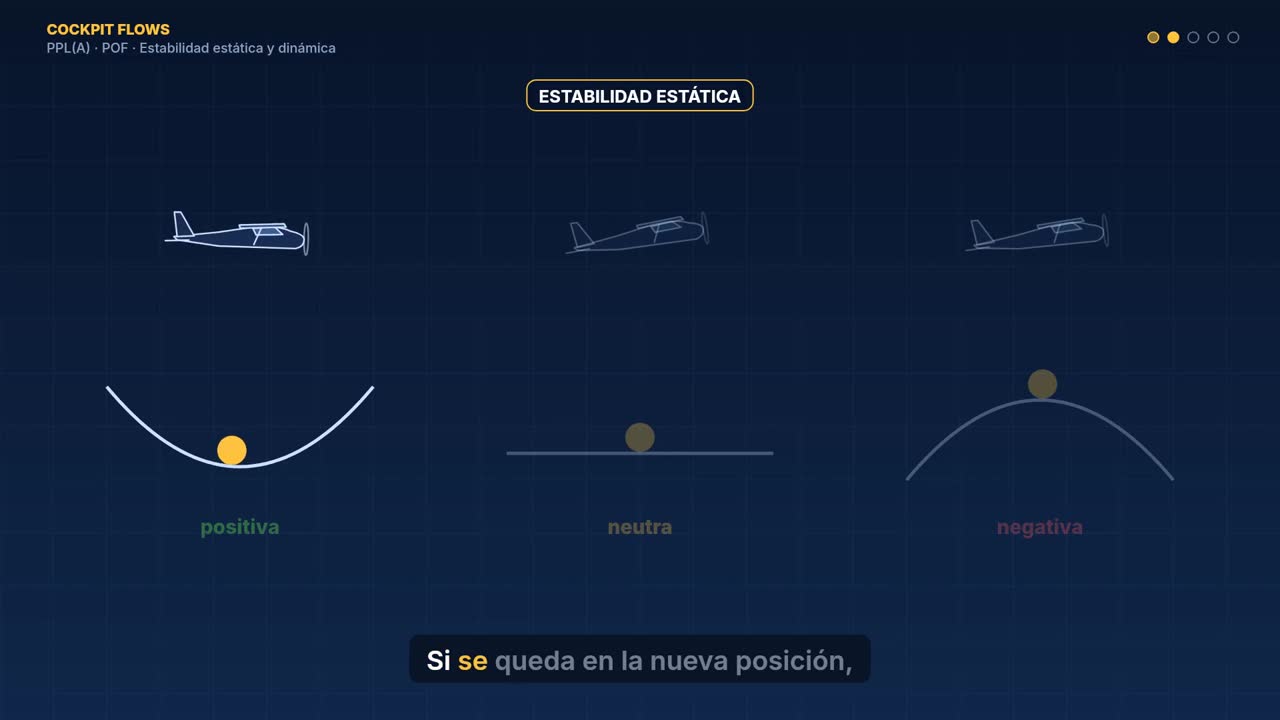 COCKPIT FLOWS
PPL(A) · POF · Estabilidad estática y dinámica
ESTABILIDAD ESTÁTICA
positiva
neutra
negativa
Si se queda en la nueva posición,